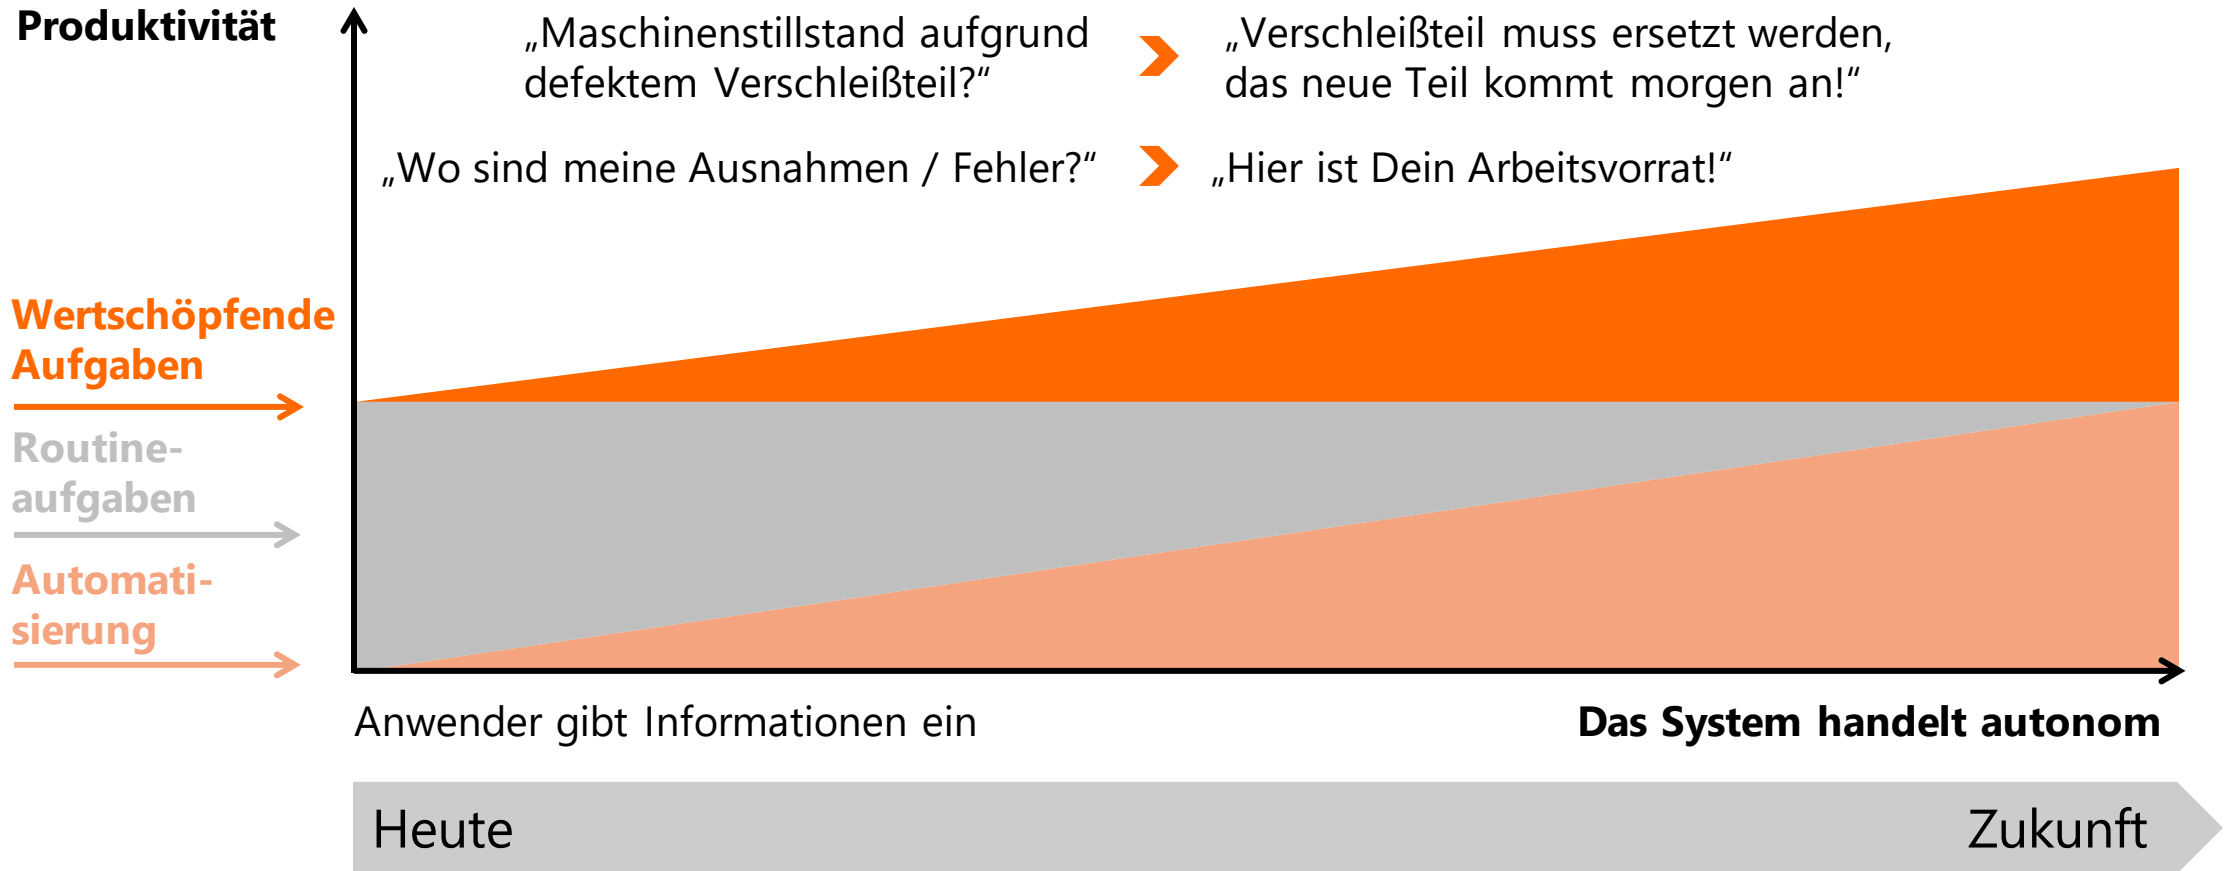 Produktivität
„Maschinenstillstand aufgrund
defektem Verschleißteil?“
„Verschleißteil muss ersetzt werden,
das neue Teil kommt morgen an!“
„Wo sind meine Ausnahmen / Fehler?“
„Hier ist Dein Arbeitsvorrat!“
Wertschöpfende
Aufgaben
Routine-
aufgaben
Automati-
sierung
Anwender gibt Informationen ein
Das System handelt autonom
Heute
Zukunft